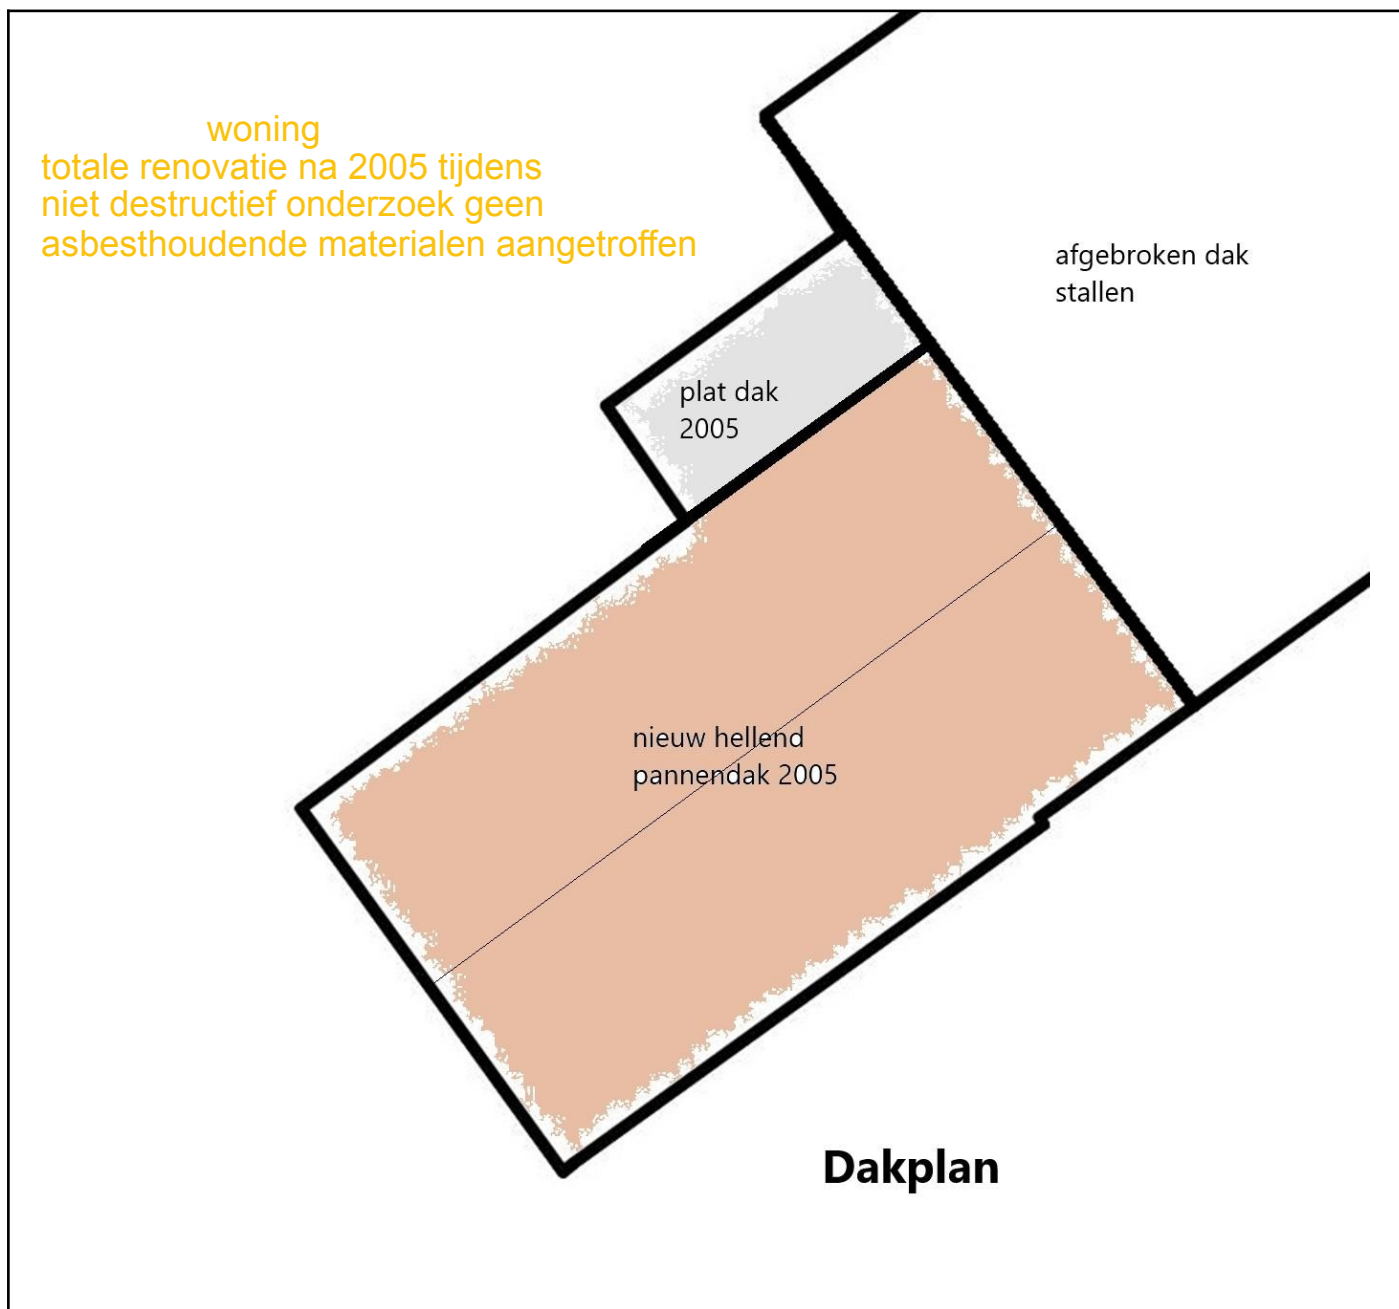 woning
totale renovatie na 2005 tijdens
niet destructief onderzoek geen
asbesthoudende materialen aangetroffen
afgebroken dak
stallen
plat dak
2005
nieuw hellend
pannendak 2005
Dakplan